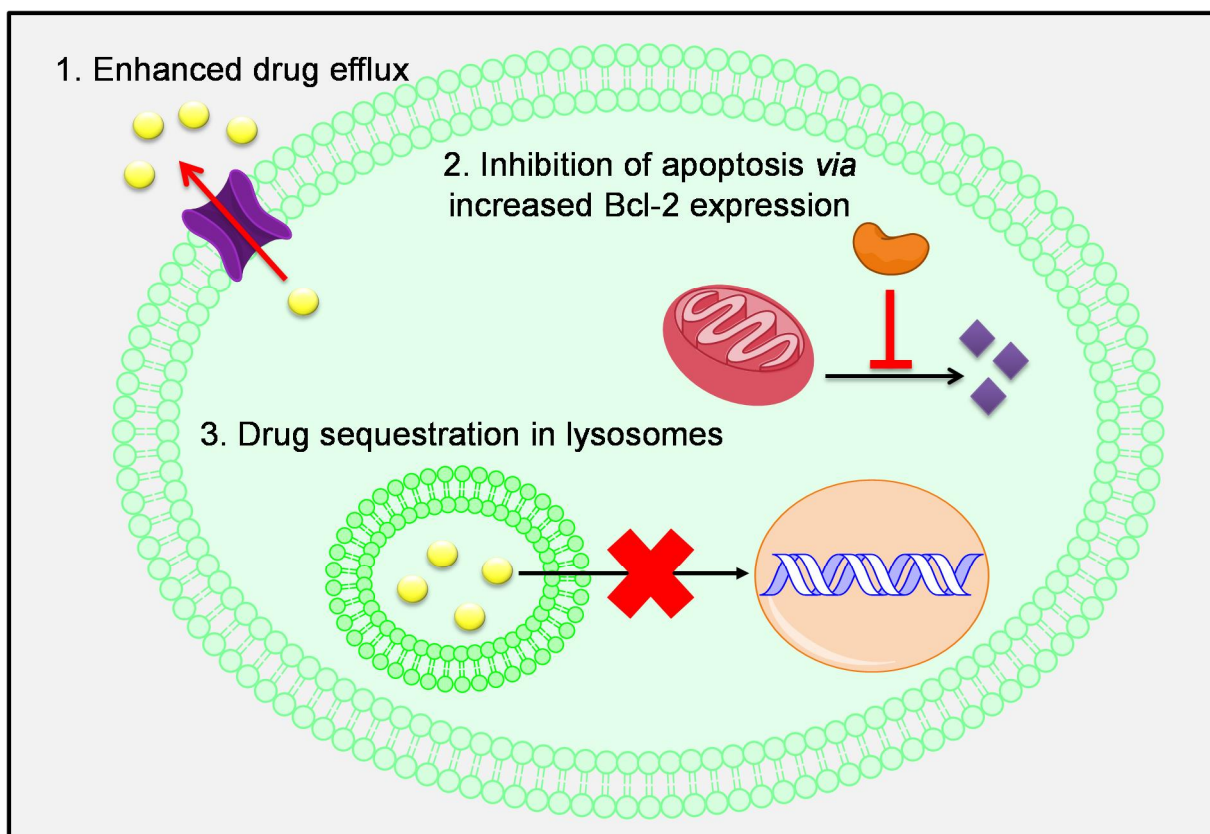 1. Enhanced drug efflux
2. Inhibition of apoptosis via
increased Bcl-2 expression
3. Drug sequestration in lysosomes